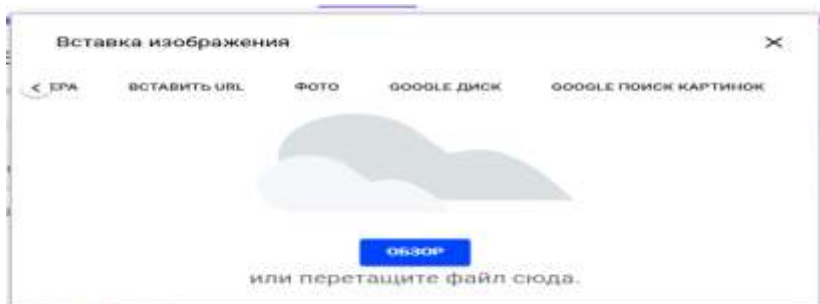 Вставка изображения
ЕРА ВСТАВИТЬ URL ФОТО GOOGLE ДИСК GOOGLE ПОИСК КАРТИНОК
ОБЗОР
или перетащите файл сюда.